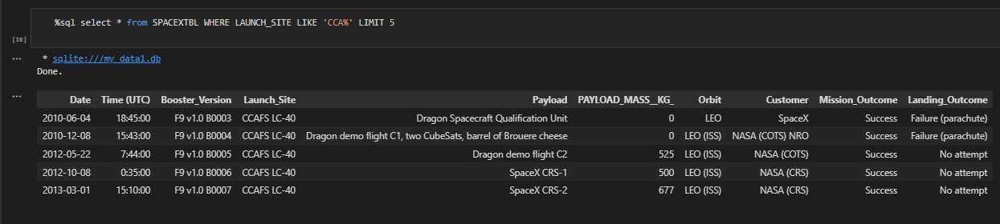 %sql select * from SPACEXTBL WHERE LAUNCH_SITE LIKE 'CCA%' LIMIT 5
[18]
... * sqlite:///my_data1.db
Done.
...
Date Time (UTC) Booster_Version Launch_Site Payload PAYLOAD_MASS__KG_ Orbit Customer Mission_Outcome Landing_Outcome
2010-06-04 18:45:00 F9 v1.0 B0003 CCAFS LC-40 Dragon Spacecraft Qualification Unit 0 LEO SpaceX Success Failure (parachute)
2010-12-08 15:43:00 F9 v1.0 B0004 CCAFS LC-40 Dragon demo flight C1, two CubeSats, barrel of Brouere cheese 0 LEO (ISS) NASA (COTS) NRO Success Failure (parachute)
2012-05-22 7:44:00 F9 v1.0 B0005 CCAFS LC-40 Dragon demo flight C2 525 LEO (ISS) NASA (COTS) Success No attempt
2012-10-08 0:35:00 F9 v1.0 B0006 CCAFS LC-40 SpaceX CRS-1 500 LEO (ISS) NASA (CRS) Success No attempt
2013-03-01 15:10:00 F9 v1.0 B0007 CCAFS LC-40 SpaceX CRS-2 677 LEO (ISS) NASA (CRS) Success No attempt